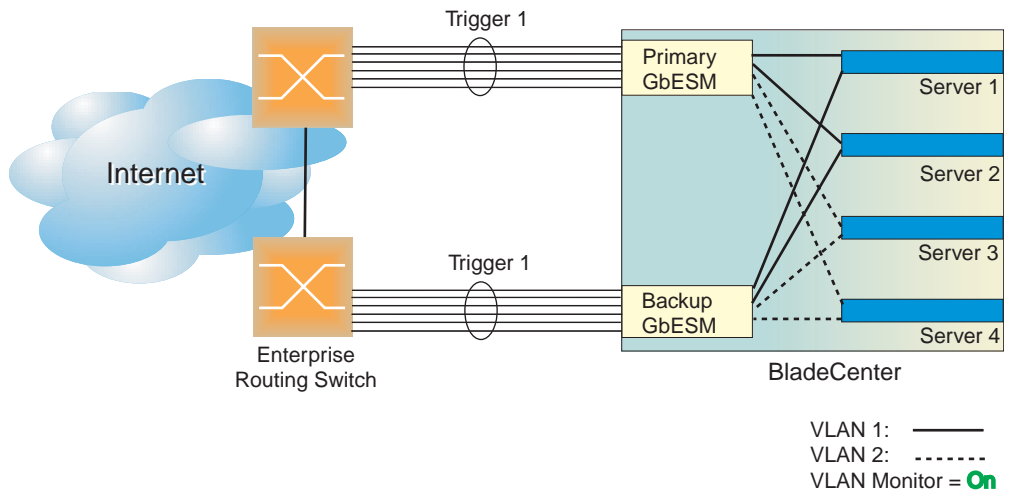 Trigger 1
Primary
GbESM
Server 1
Internet
Server 2
Server 3
Trigger 1
Backup
GbESM
Server 4
Enterprise
Routing Switch
BladeCenter
VLAN 1:
VLAN 2:
VLAN Monitor = On